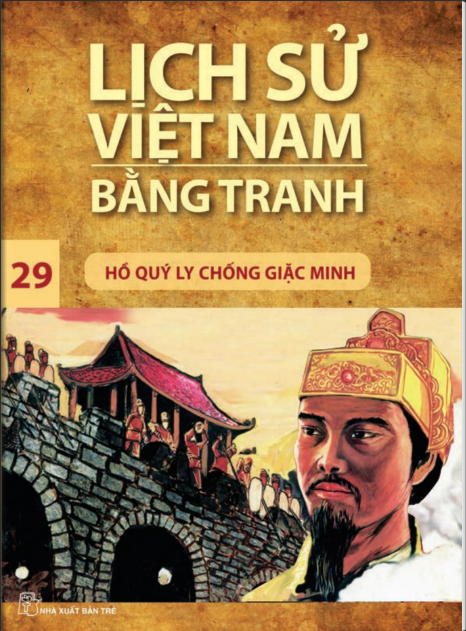 LỊCH SỬ
VIỆT NAM
BẰNG TRANH
29
HỒ QUÝ LY CHỐNG GIẶC MINH
NHÀ XUẤT BẢN TRẺ